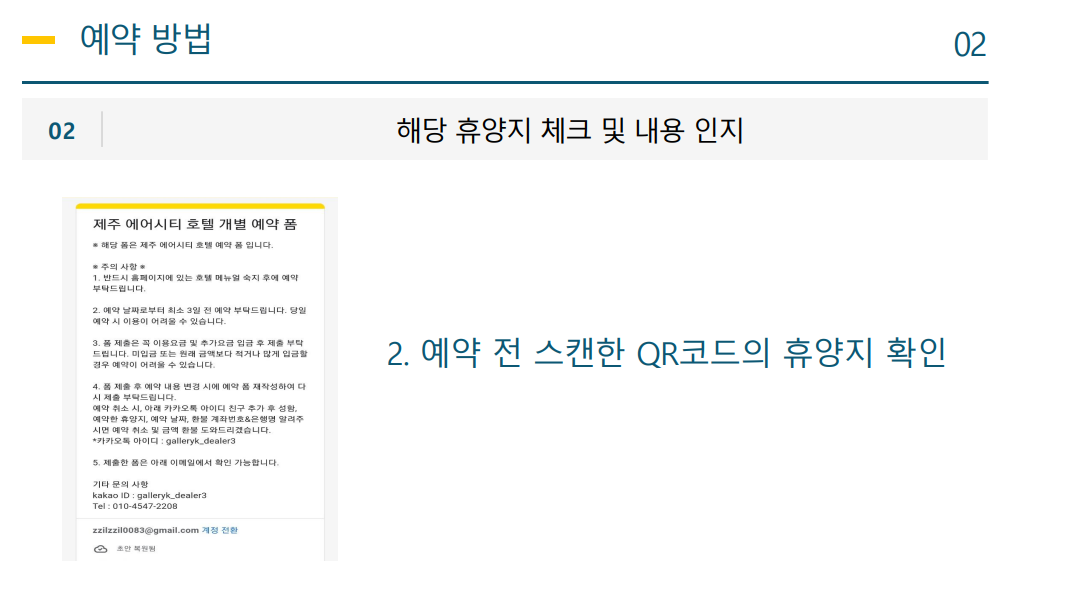 예약 방법
02
02
해당 휴양지 체크 및 내용 인지
제주 에어시티 호텔 개별 예약 폼
※ 해당 폼은 제주 에어시티 호텔 예약 폼 입니다.
※ 주의 사항 ※
1. 반드시 홈페이지에 있는 호텔 메뉴얼 숙지 후에 예약
부탁드립니다.
2. 예약 날짜로부터 최소 3일 전 예약 부탁드립니다. 당일
예약 시 이용이 어려울 수 있습니다.
3. 폼 제출은 꼭 이용요금 및 추가요금 입금 후 제출 부탁
드립니다. 미입금 또는 원래 금액보다 적거나 많게 입금할
경우 예약이 어려울 수 있습니다.
4. 폼 제출 후 예약 내용 변경 시에 예약 폼 재작성하여 다
시 제출 부탁드립니다.
예약 취소 시, 아래 카카오톡 아이디 친구 추가 후 성함,
예약한 휴양지, 예약 날짜, 환불 계좌번호&은행명 알려주
시면 예약 취소 및 금액 환불 도와드리겠습니다.
*카카오톡 아이디 : galleryk_dealer3
5. 제출한 폼은 아래 이메일에서 확인 가능합니다.
기타 문의 사항
kakao ID : galleryk_dealer3
Tel : 010-4547-2208
zzilzzil0083@gmail.com 계정 전환
초안 복원됨
2. 예약 전 스캔한 QR코드의 휴양지 확인